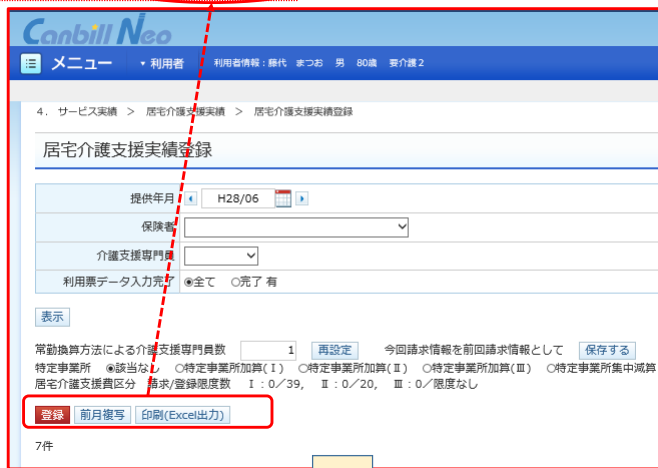 Canbill Neo
メニュー ▼利用者 利用者情報：藤代 まつお 男 80歳 要介護2
4. サービス実績 > 居宅介護支援実績 > 居宅介護支援実績登録
居宅介護支援実績登録
提供年月 H28/06
保険者
介護支援専門員
利用票データ入力完了 ◉全て ○完了 有
表示
常勤換算方法による介護支援専門員数 1 再設定 今回請求情報を前回請求情報として 保存する
特定事業所 ◉該当なし ○特定事業所加算(Ⅰ) ○特定事業所加算(Ⅱ) ○特定事業所加算(Ⅲ) ○特定事業所集中減算
居宅介護支援費区分 請求/登録限度数 Ⅰ：0／39, Ⅱ：0／20, Ⅲ：0／限度なし
登録 前月複写 印刷(Excel出力)
7件